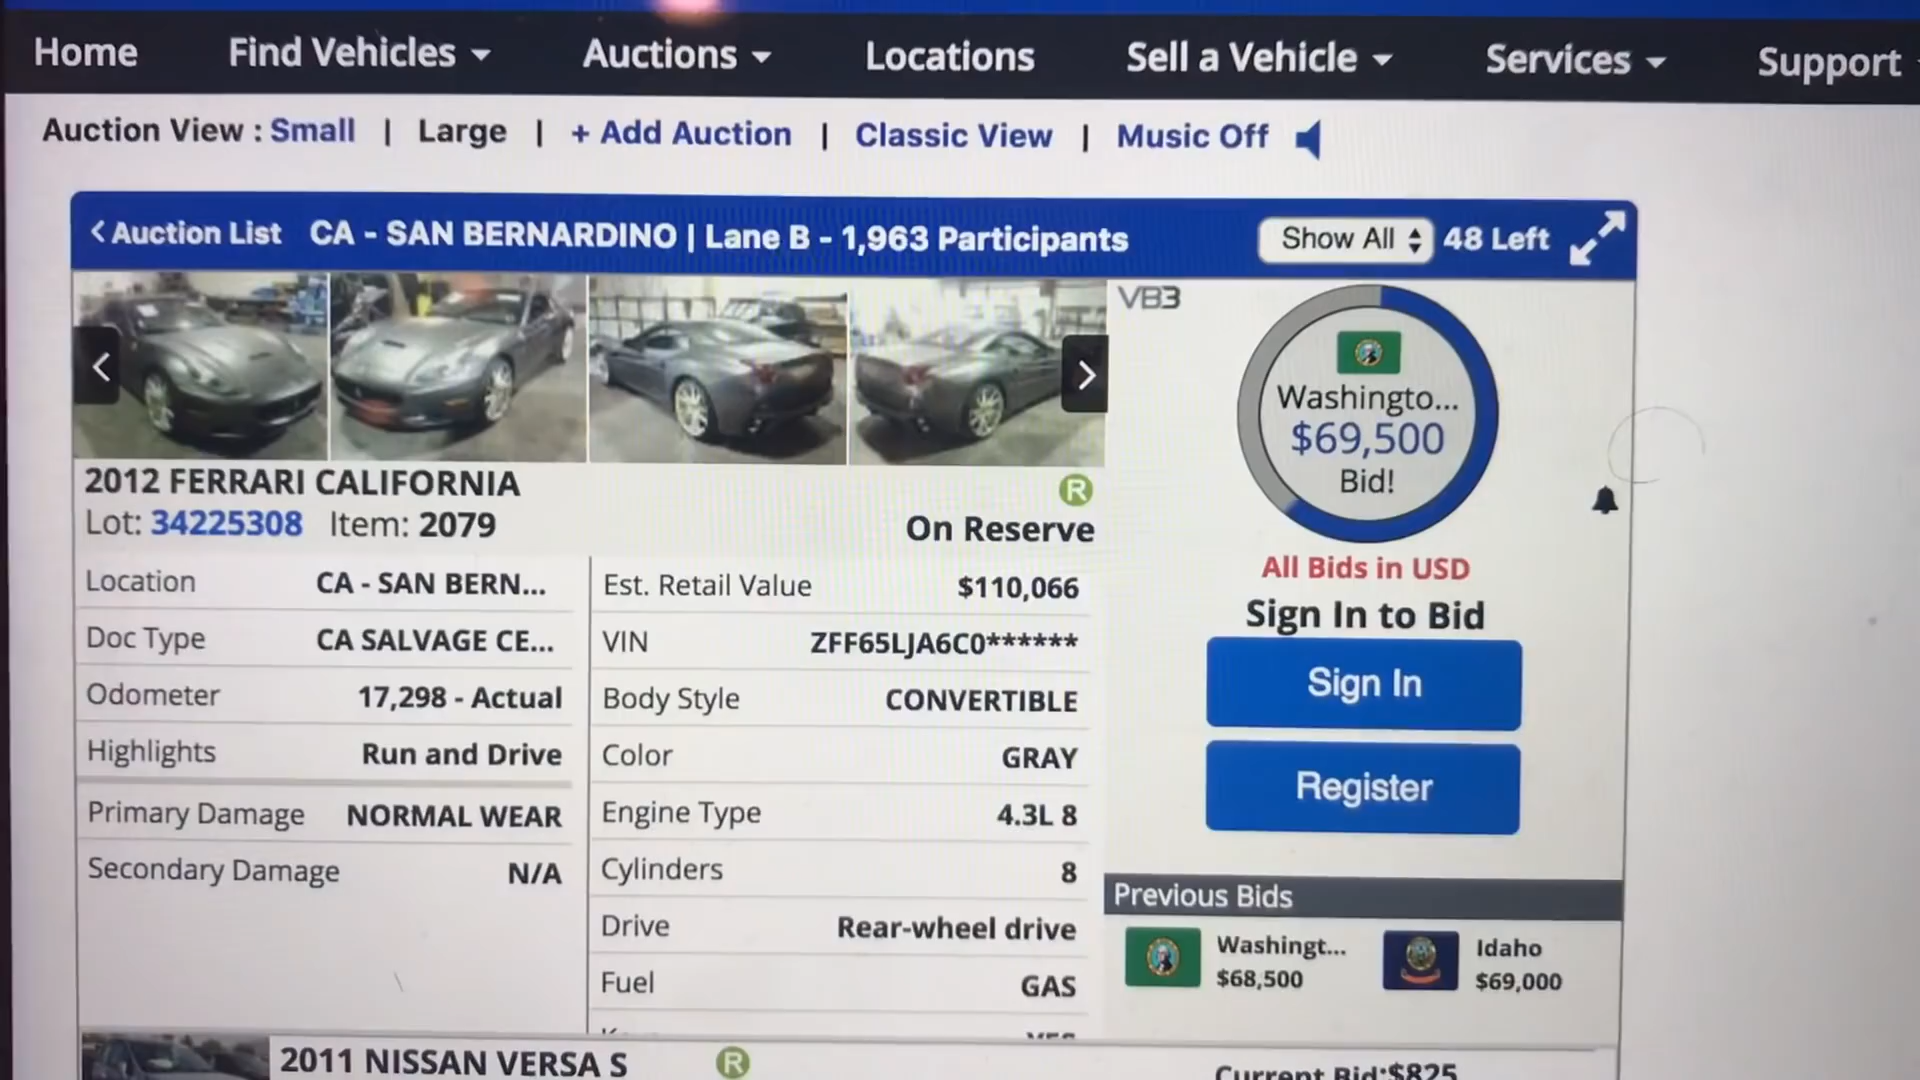 Home Find Vehicles Auctions Locations Sell a Vehicle Services Support
Auction View : Small | Large | + Add Auction | Classic View | Music Off
Auction List CA - SAN BERNARDINO | Lane B - 1,963 Participants Show All 48 Left
VB3
Washingto...
$69,500
Bid!
2012 FERRARI CALIFORNIA
R
Lot: 34225308 Item: 2079 On Reserve
All Bids in USD
Sign In to Bid
Sign In
Register
Location CA - SAN BERN...
Doc Type CA SALVAGE CE...
Odometer 17,298 - Actual
Highlights Run and Drive
Primary Damage NORMAL WEAR
Secondary Damage N/A
Est. Retail Value $110,066
VIN ZFF65LJA6C0******
Body Style CONVERTIBLE
Color GRAY
Engine Type 4.3L 8
Cylinders 8
Drive Rear-wheel drive
Fuel GAS
Previous Bids
Washingt... Idaho
$68,500 $69,000
2011 NISSAN VERSA S R
Current Bid:$825